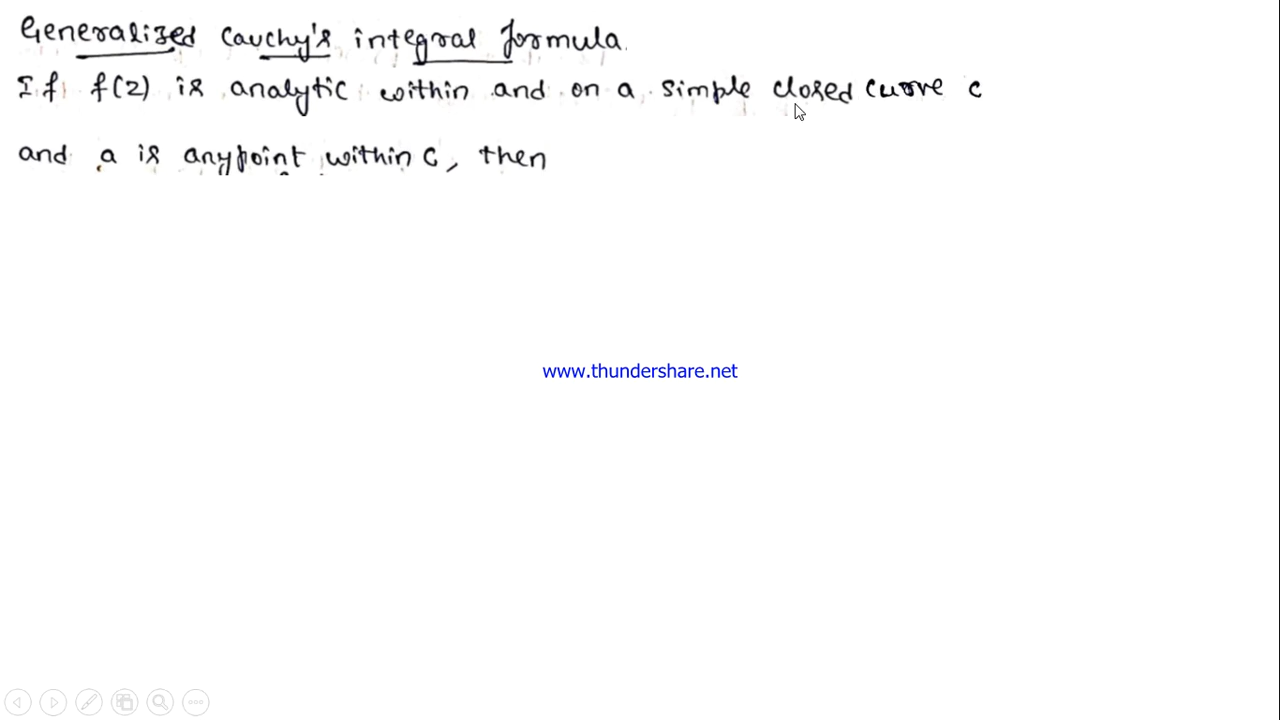 Generalized Cauchy's integral formula.
If f(z) is analytic within and on a simple closed curve c
and a is anypoint within C, then
www.thundershare.net